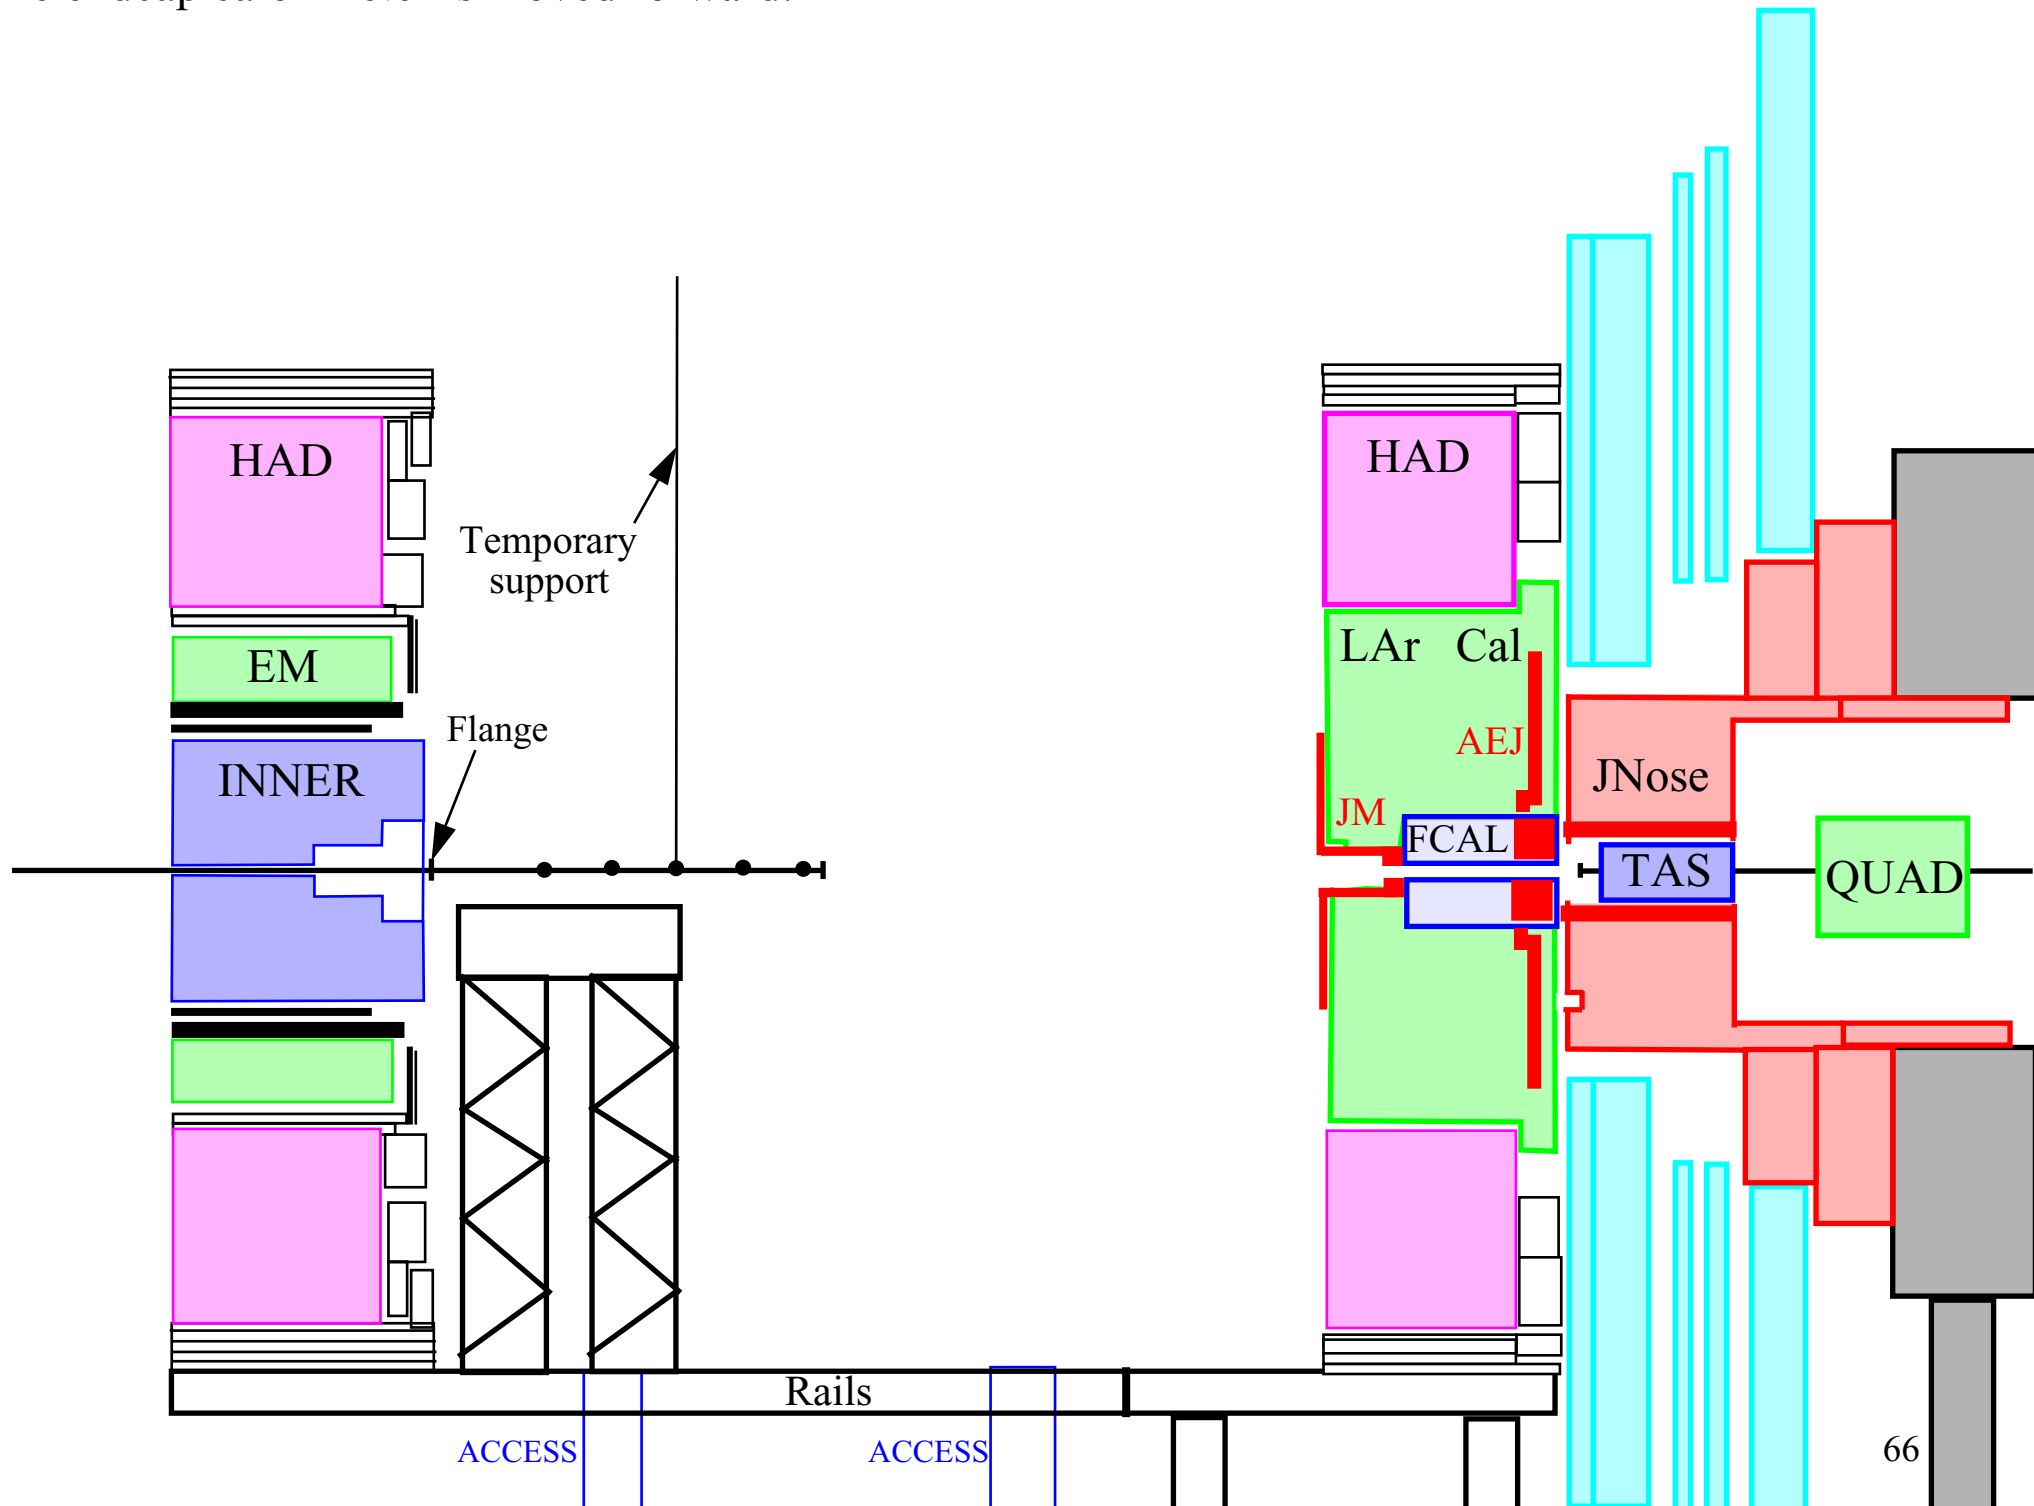 HAD
HAD
Temporary
support
LAr Cal
EM
Flange
AEJ
INNER
JNose
JM
FCAL
TAS
QUAD
Rails
ACCESS
ACCESS
66